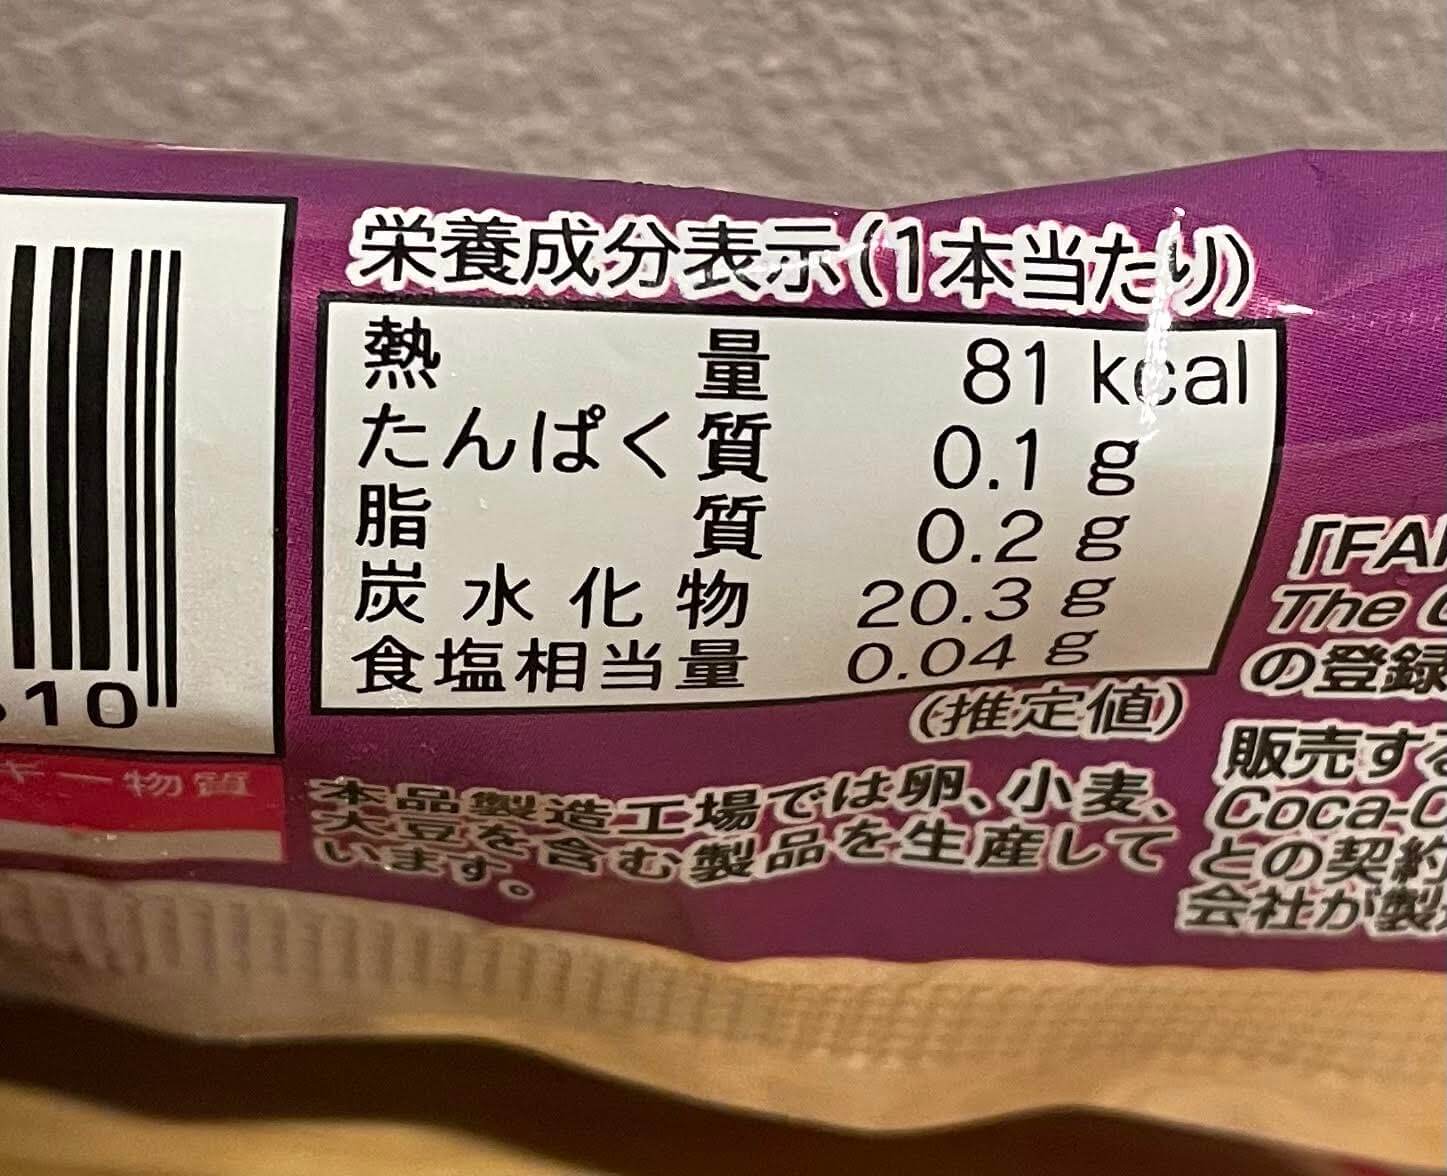 栄養成分表示(1本当たり)
熱量 81 kcal
たんぱく質 0.1 g
脂質 0.2 g
炭水化物 20.3 g
食塩相当量 0.04 g
(推定値)
本品製造工場では卵、小麦、
大豆を含む製品を生産して
います。
10
ギー物質
「FA
The
の登録
販売する
Coca-C
との契約
会社が製